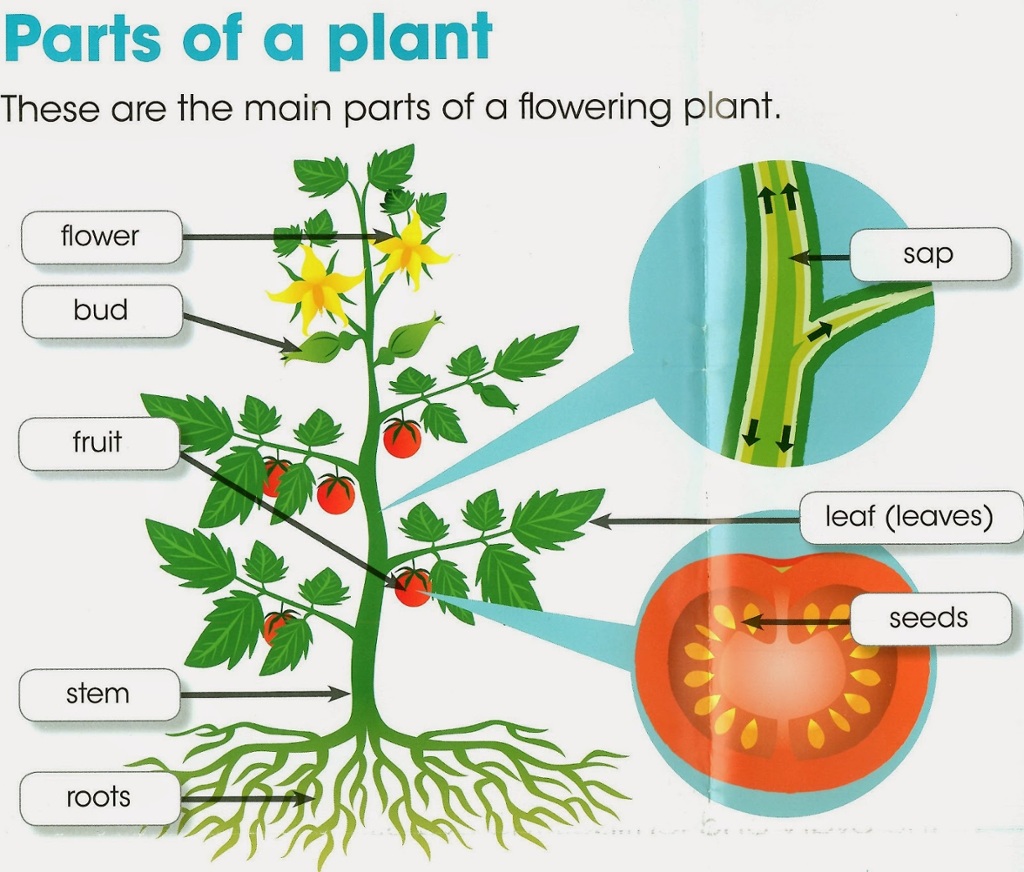 Parts of a plant
These are the main parts of a flowering plant.
flower
sap
bud
fruit
leaf (leaves)
seeds
stem
roots